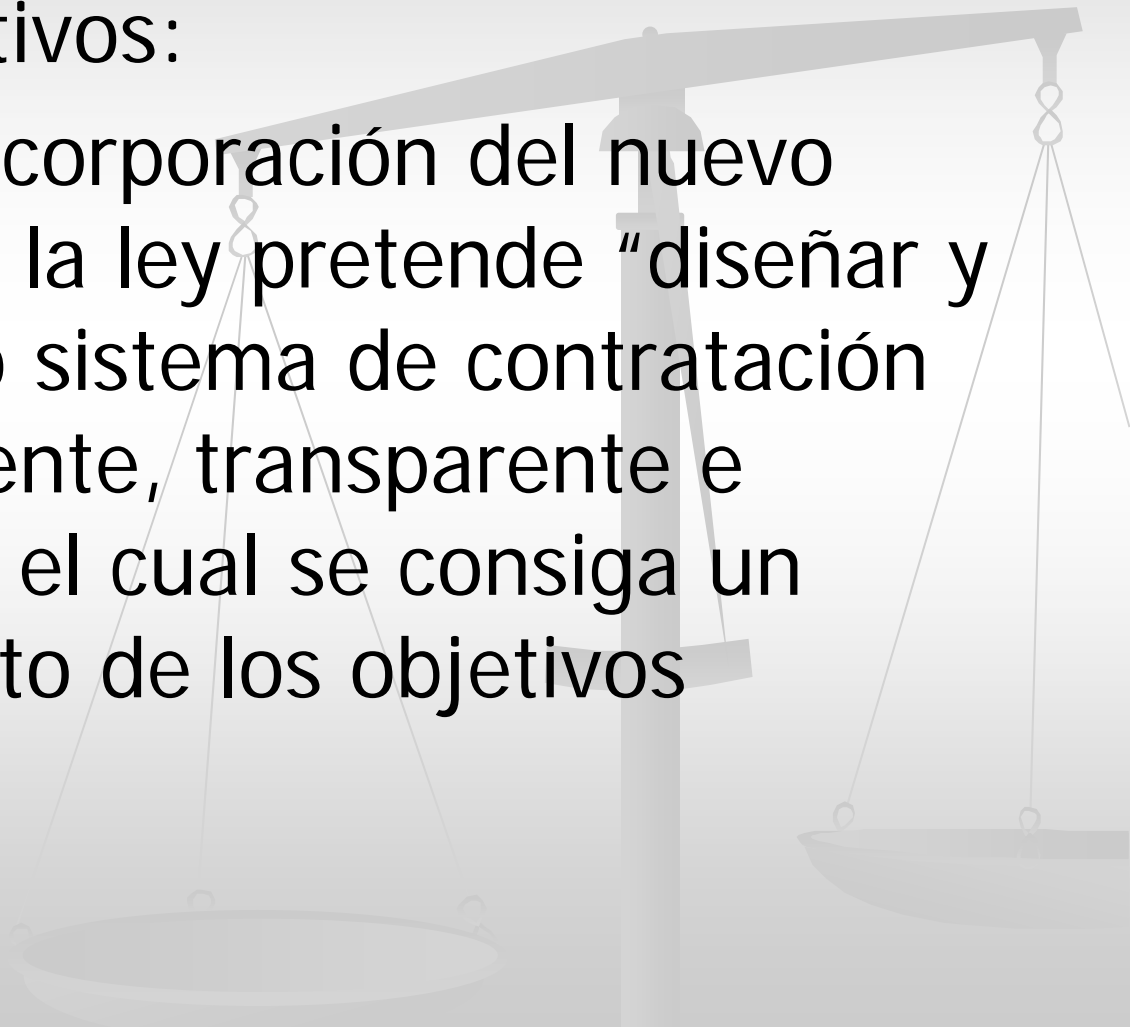 tivos:
corporación del nuevo
la ley pretende “diseñar y
sistema de contratación
ente, transparente e
el cual se consiga un
to de los objetivos